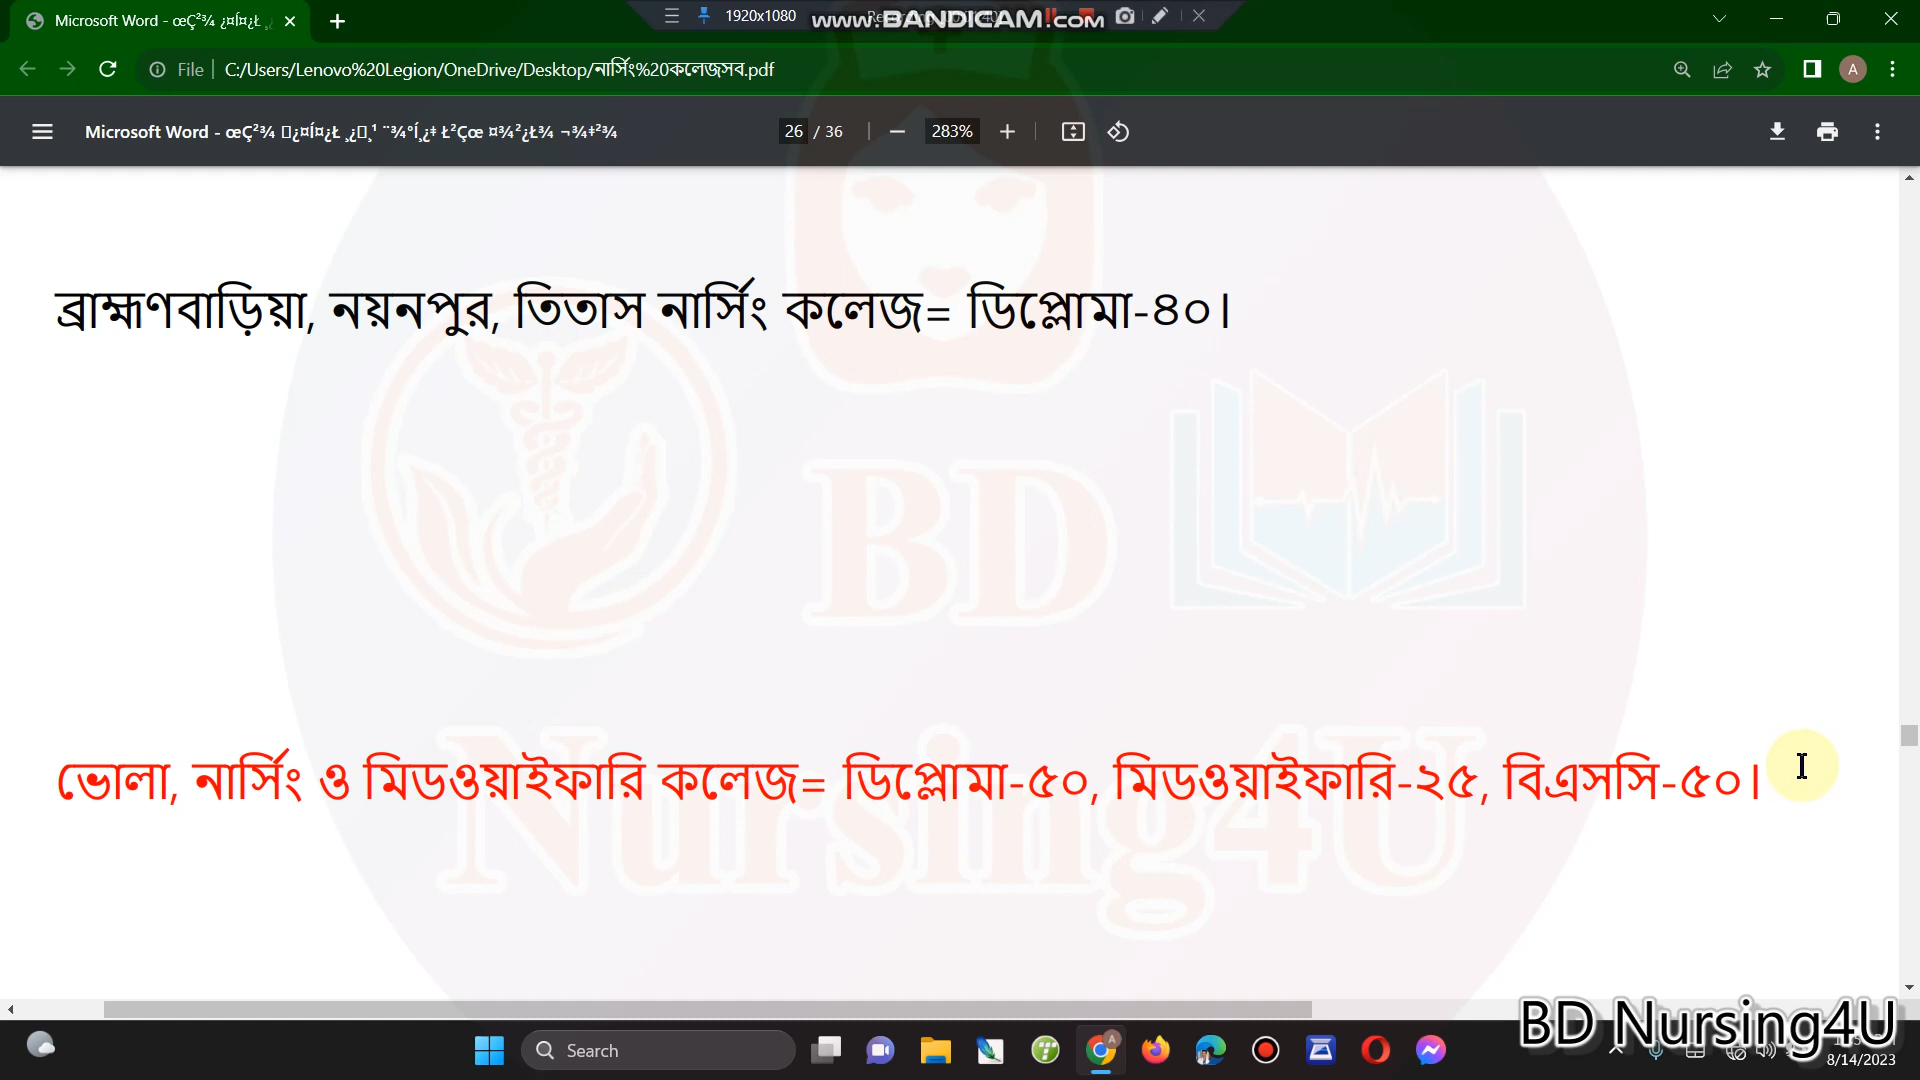 Microsoft Word -
1920x1080
www.BANDICAM.com
File
C:/Users/Lenovo%20Legion/OneDrive/Desktop/নার্সিং%20কলেজসব.pdf
A
Microsoft Word -
26 / 36
283%
ব্রাহ্মণবাড়িয়া, নয়নপুর, তিতাস নার্সিং কলেজ= ডিপ্লোমা-৪০।
BD
ভোলা, নার্সিং ও মিডওয়াইফারি কলেজ= ডিপ্লোমা-৫০, মিডওয়াইফারি-২৫, বিএসসি-৫০।
Nursing4U
BD Nursing4U
Search
8/14/2023